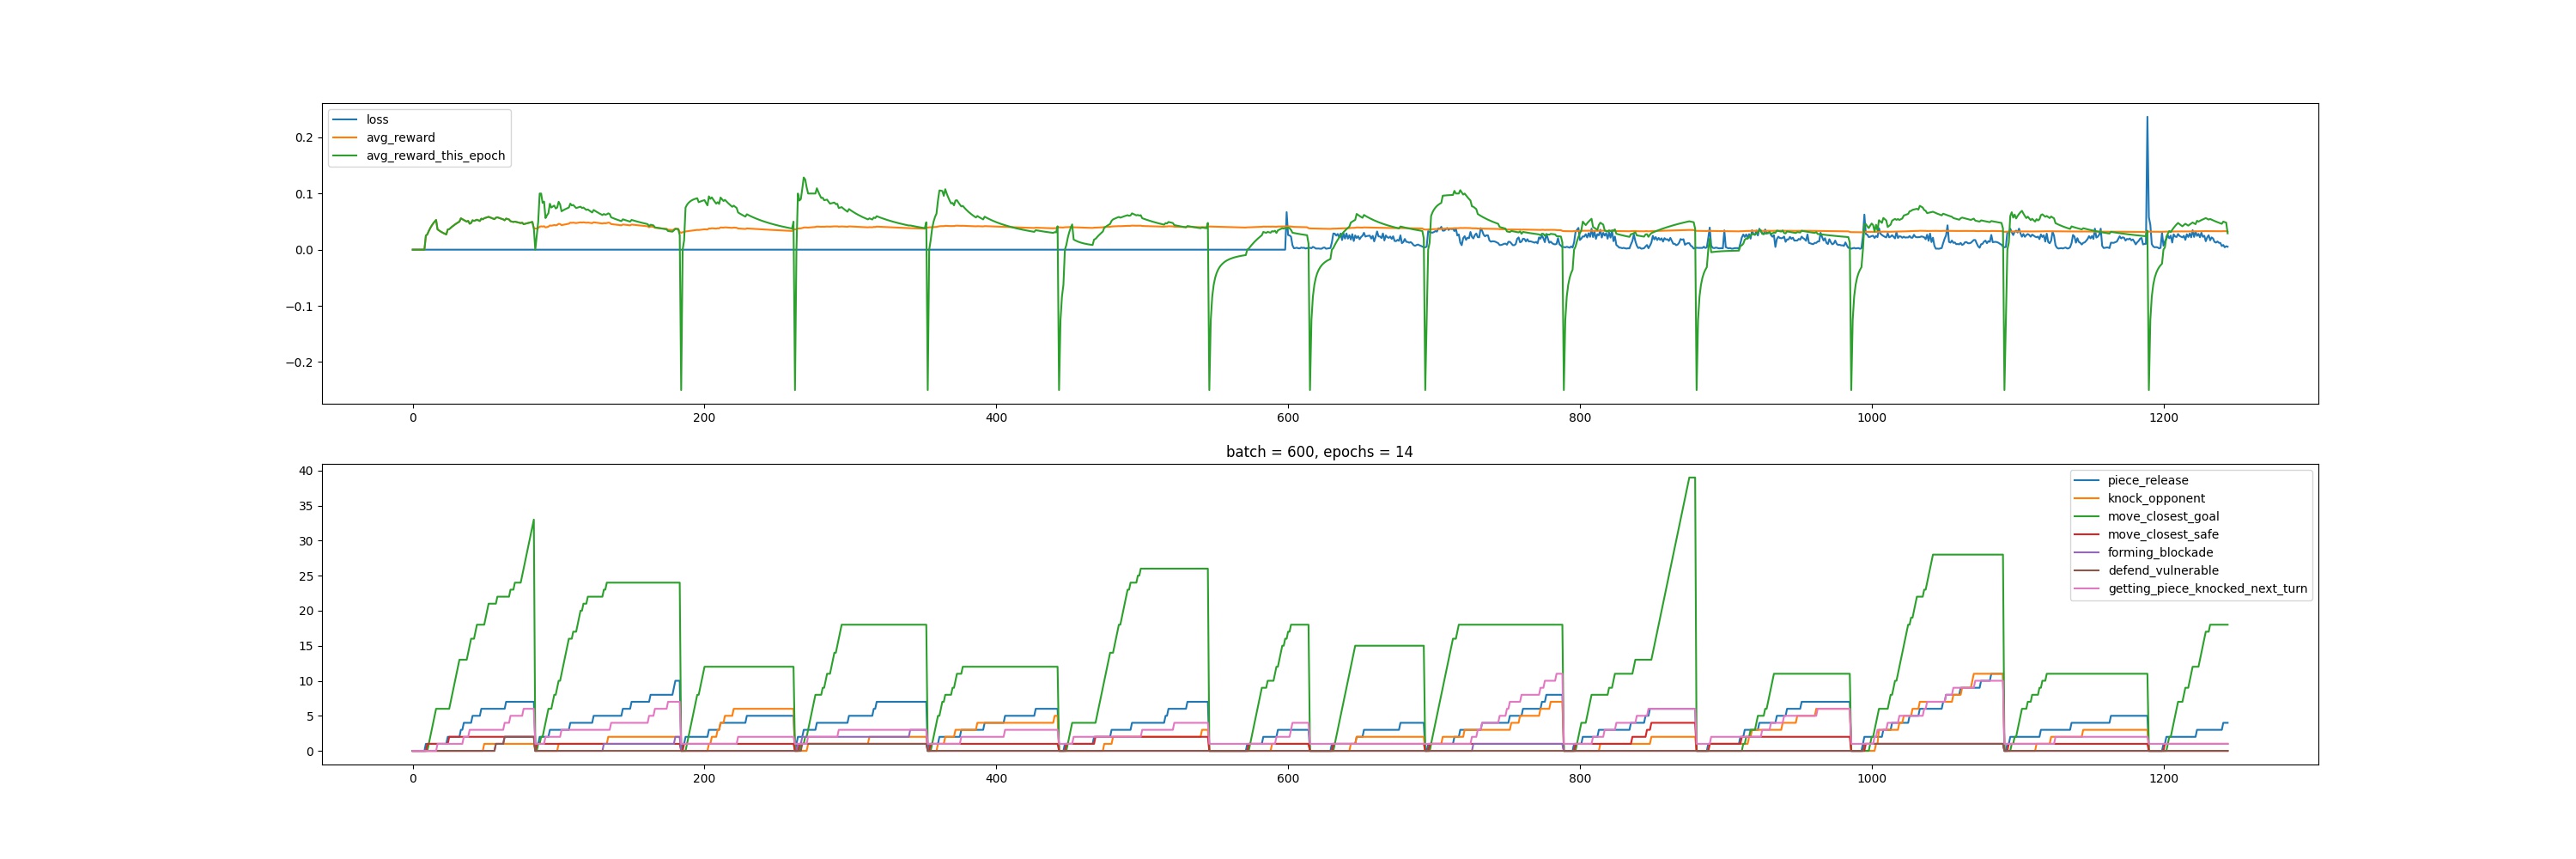 loss
avg_reward
avg_reward_this_epoch
0.2
0.1
0.0
−0.1
−0.2
0 200 400 600 800 1000 1200
batch = 600, epochs = 14
piece_release
knock_opponent
move_closest_goal
move_closest_safe
forming_blockade
defend_vulnerable
getting_piece_knocked_next_turn
40
35
30
25
20
15
10
5
0
0 200 400 600 800 1000 1200